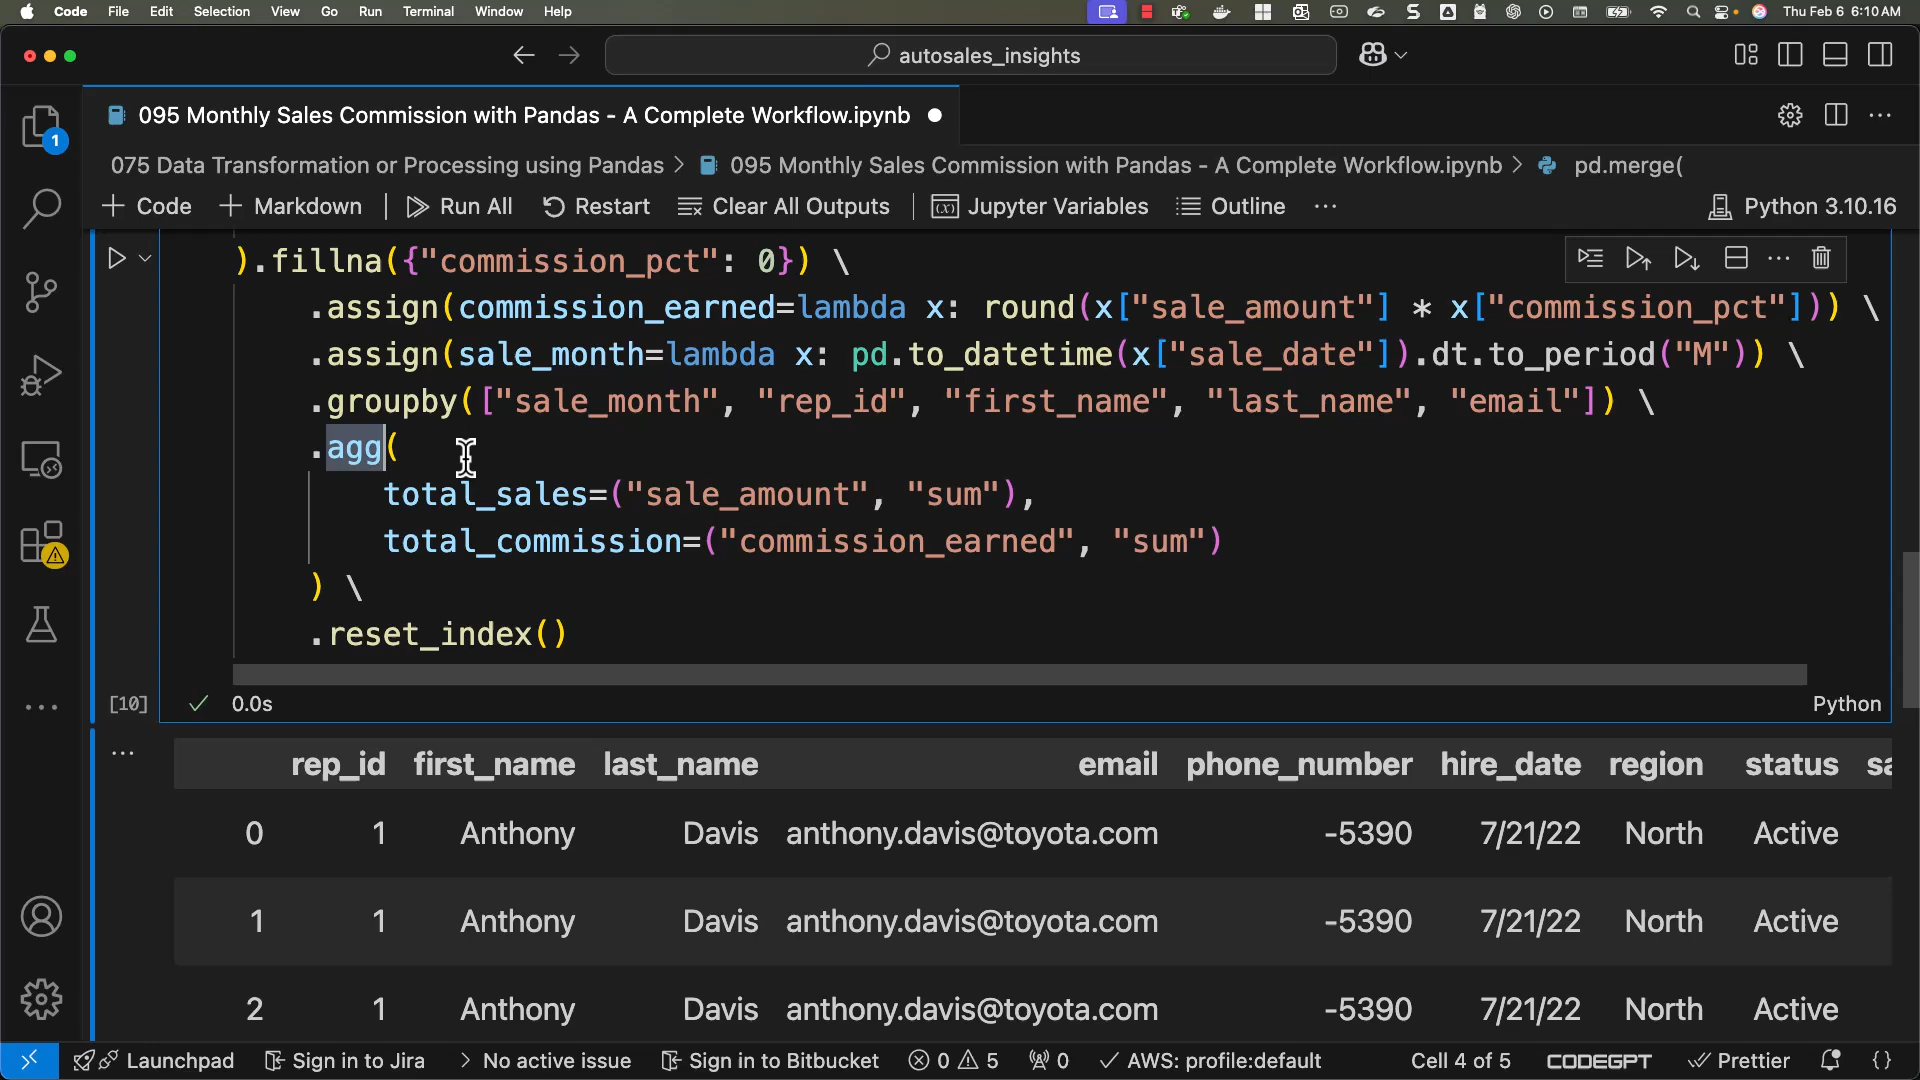 Code File Edit Selection View Go Run Terminal Window Help Thu Feb 6 6:10 AM
autosales_insights
095 Monthly Sales Commission with Pandas - A Complete Workflow.ipynb
1
075 Data Transformation or Processing using Pandas > 095 Monthly Sales Commission with Pandas - A Complete Workflow.ipynb > pd.merge(
+ Code + Markdown Run All Restart Clear All Outputs Jupyter Variables Outline ... Python 3.10.16
).fillna({"commission_pct": 0}) \
.assign(commission_earned=lambda x: round(x["sale_amount"] * x["commission_pct"])) \
.assign(sale_month=lambda x: pd.to_datetime(x["sale_date"]).dt.to_period("M")) \
.groupby(["sale_month", "rep_id", "first_name", "last_name", "email"]) \
.agg(
total_sales=("sale_amount", "sum"),
total_commission=("commission_earned", "sum")
) \
.reset_index()
[10] 0.0s Python
... rep_id first_name last_name email phone_number hire_date region status sa
0 1 Anthony Davis anthony.davis@toyota.com -5390 7/21/22 North Active
1 1 Anthony Davis anthony.davis@toyota.com -5390 7/21/22 North Active
2 1 Anthony Davis anthony.davis@toyota.com -5390 7/21/22 North Active
Launchpad Sign in to Jira > No active issue Sign in to Bitbucket 0 5 0 AWS: profile:default Cell 4 of 5 CODEGPT Prettier {}